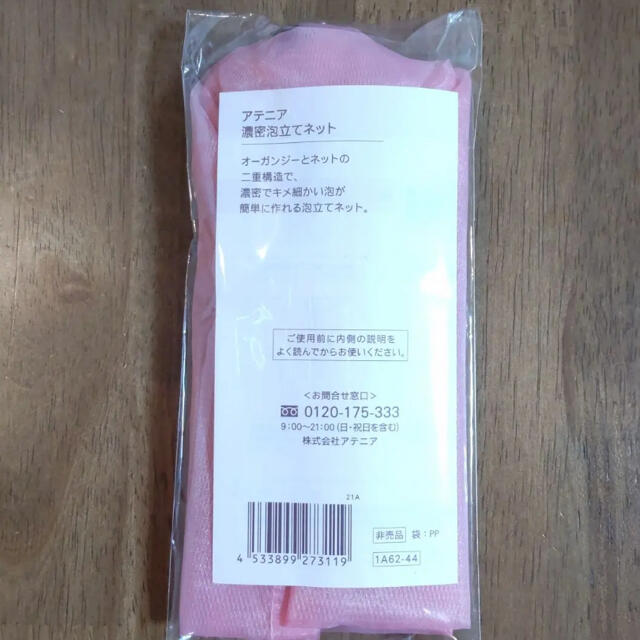 アテニア
濃密泡立てネット
オーガンジーとネットの
二重構造で、
濃密でキメ細かい泡が
簡単に作れる泡立てネット。
ご使用前に内側の説明を
よく読んでからお使いください。
＜お問合せ窓口＞
0120-175-333
9:00〜21:00(日・祝日を含む)
株式会社アテニア
21A
非売品 袋：PP
4 533899 273119
1A62-44